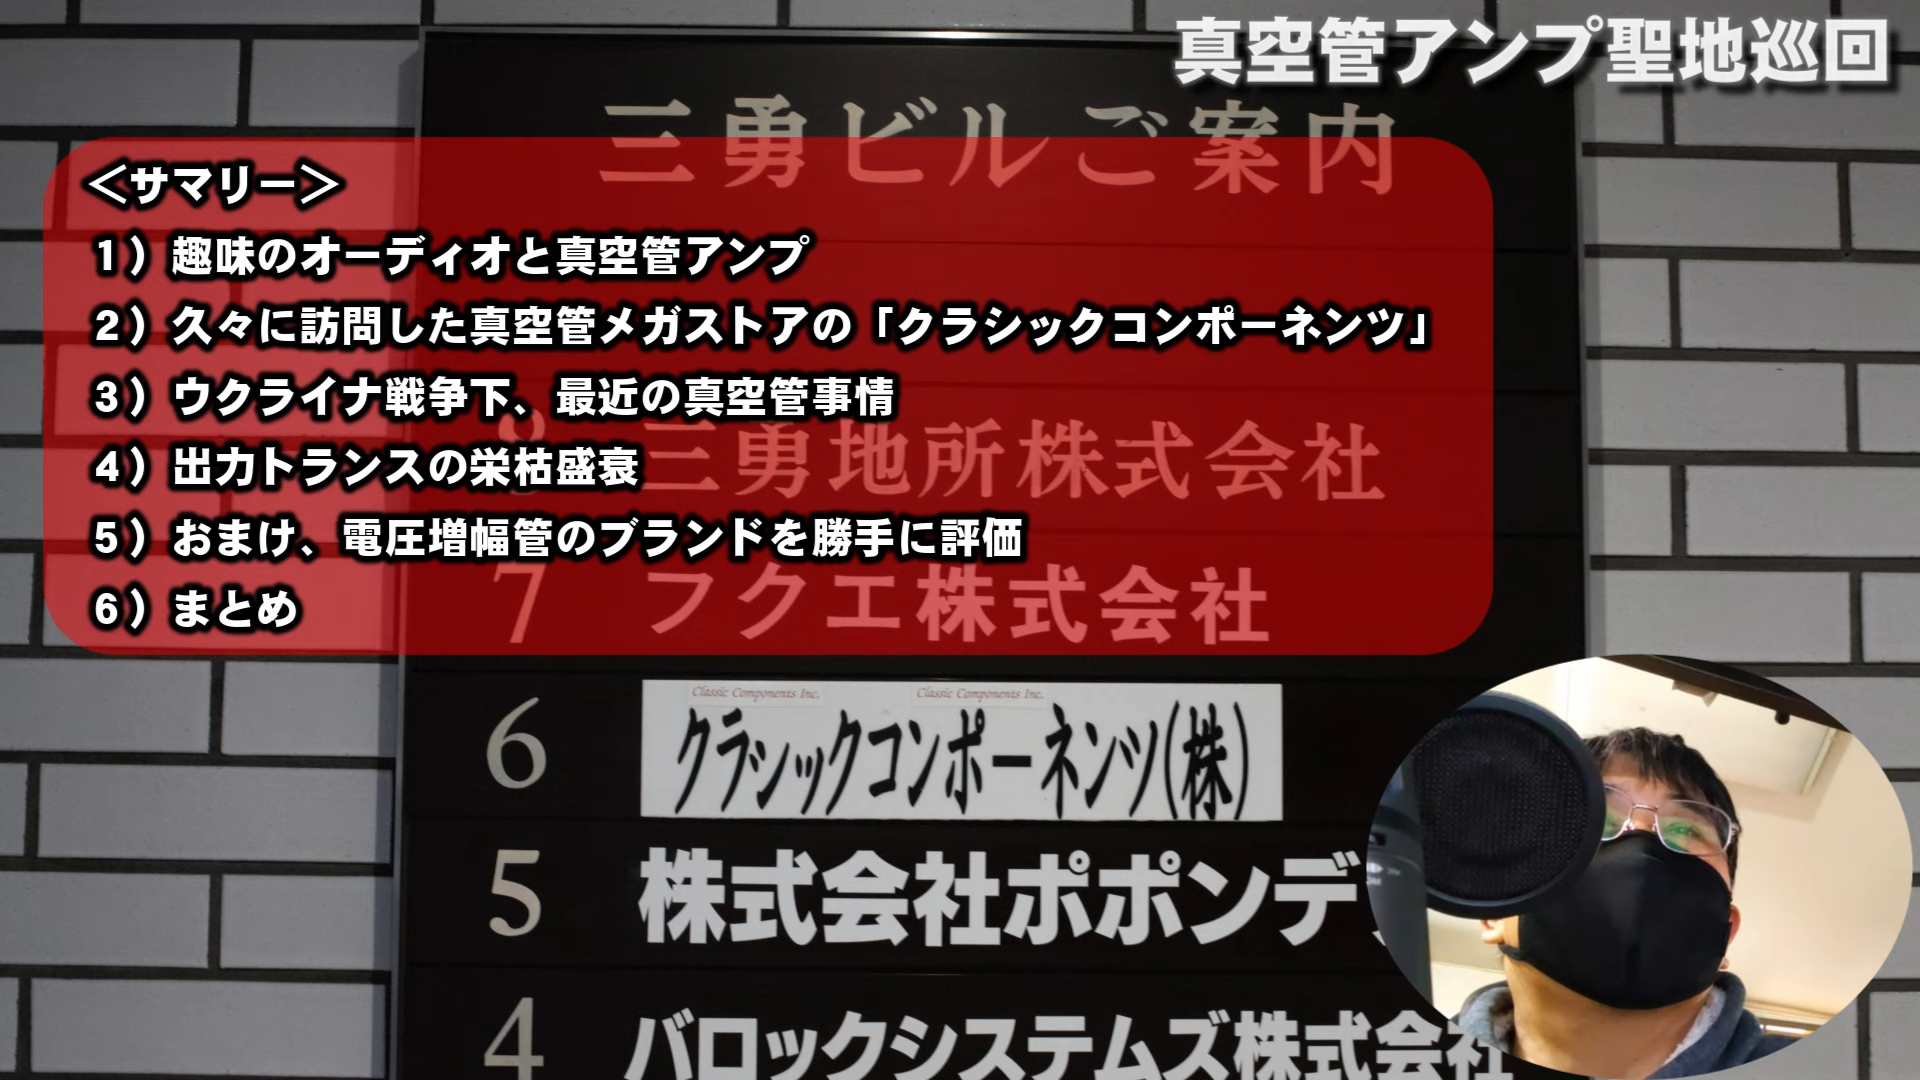 真空管アンプ聖地巡回
三勇ビルご案内
＜サマリー＞
１）趣味のオーディオと真空管アンプ
２）久々に訪問した真空管メガストアの「クラシックコンポーネンツ」
３）ウクライナ戦争下、最近の真空管事情
４）出力トランスの栄枯盛衰
５）おまけ、電圧増幅管のブランドを勝手に評価
６）まとめ
8 三勇地所株式会社
7 フクエ株式会社
Classic Components Inc. Classic Components Inc.
6 クラシックコンポーネンツ(株)
5 株式会社ポポンデ
4 バロックシステムズ株式会社